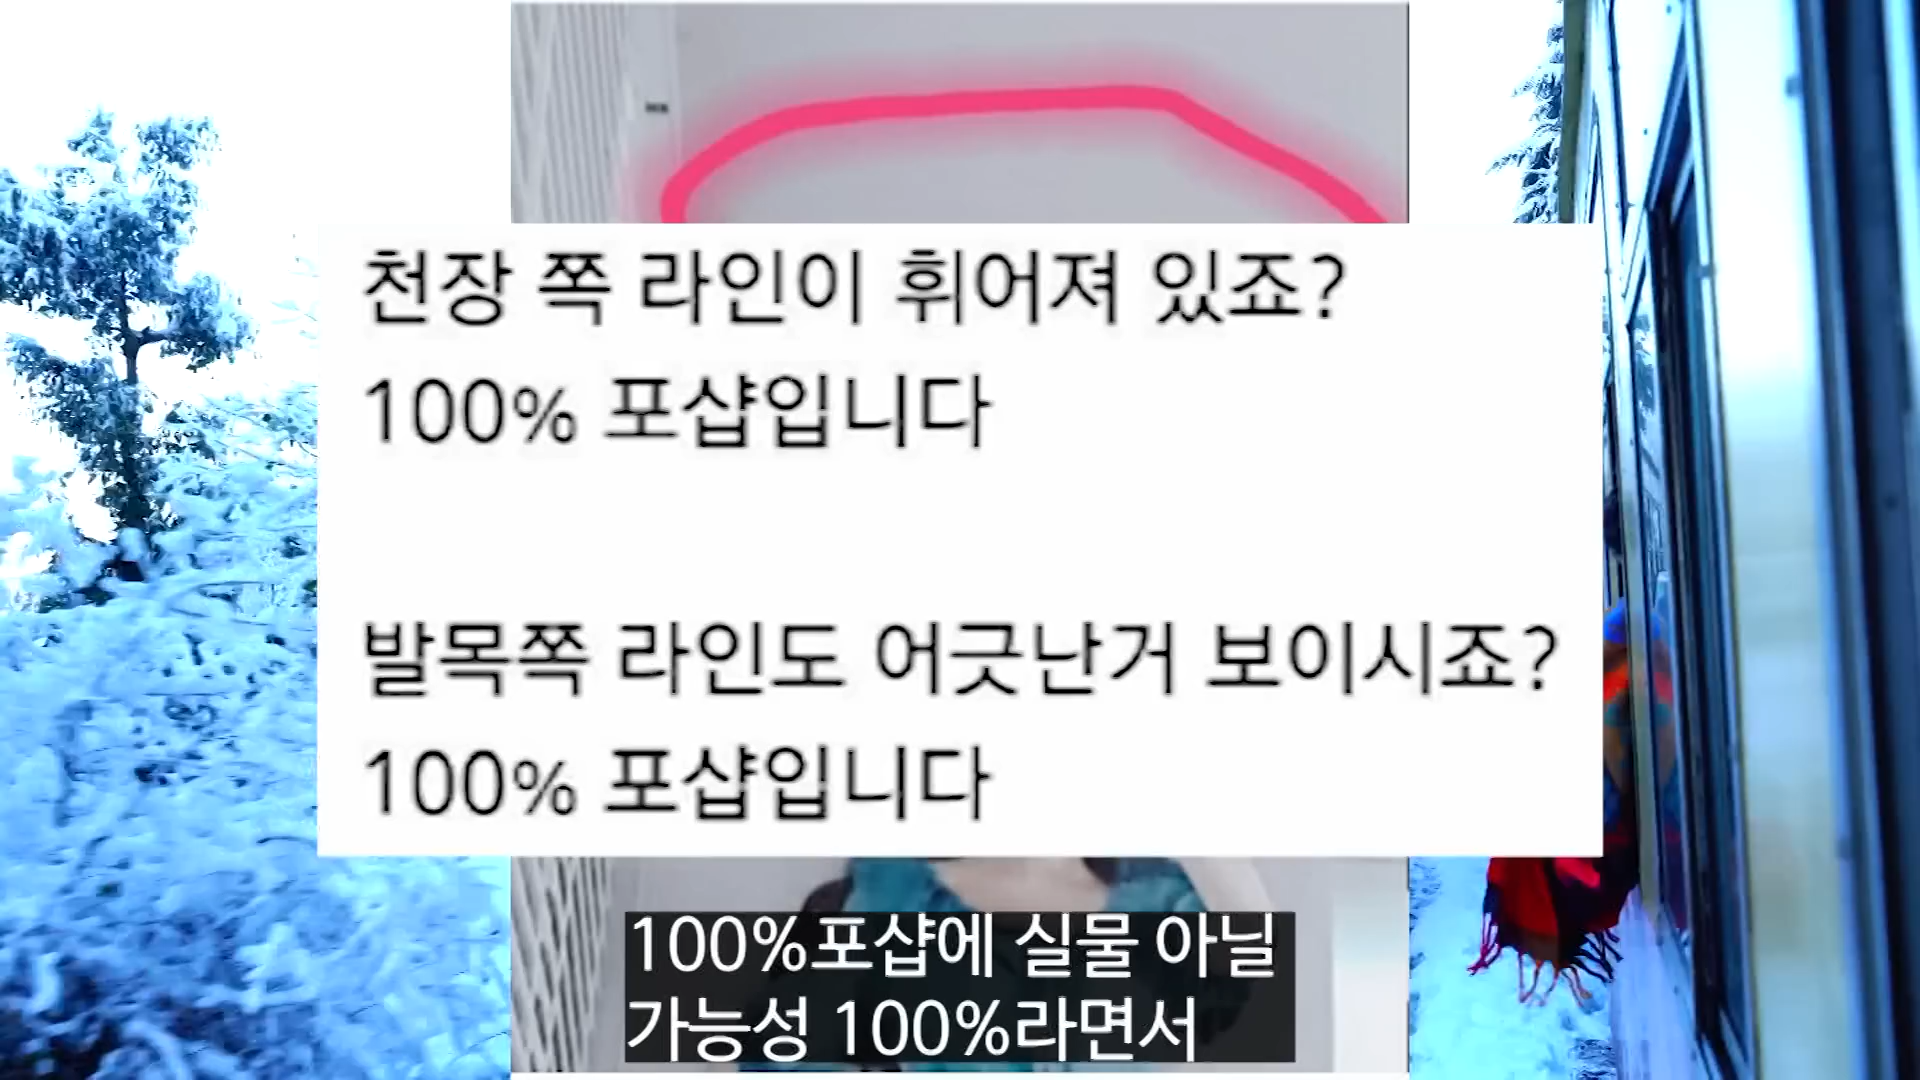 천장 쪽 라인이 휘어져 있죠?
100% 포샵입니다
발목쪽 라인도 어긋난거 보이시죠?
100% 포샵입니다
100%포샵에 실물 아닐
가능성 100%라면서